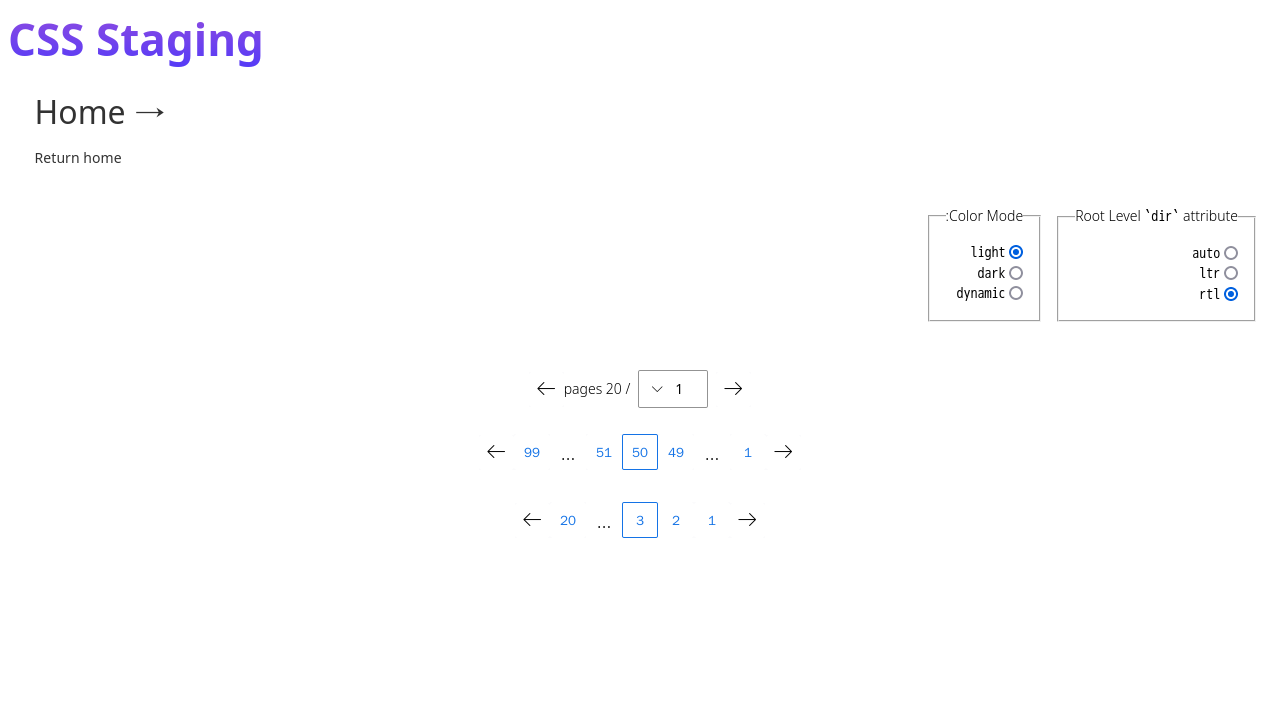 CSS Staging
Home →
Return home
:Color Mode
light
dark
dynamic
Root Level `dir` attribute
auto
ltr
rtl
← pages 20 / 1 →
← 99 … 51 50 49 … 1 →
← 20 … 3 2 1 →